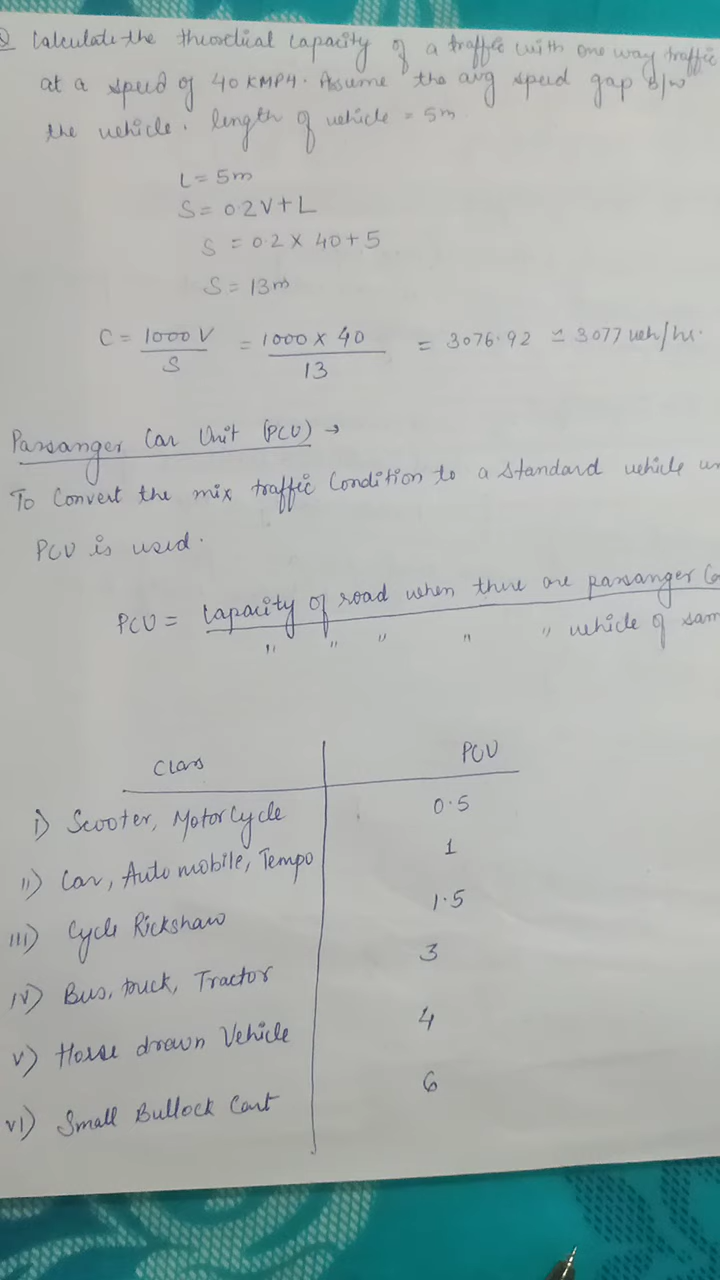 Calculate the theoretical capacity of a traffic with one way traffic
at a speed of 40 KMPH. Assume the avg speed gap b/w
the vehicle. length of vehicle = 5m.
L = 5m
S = 0.2V + L
S = 0.2 × 40 + 5
S = 13m
C = 1000 V / S = 1000 × 40 / 13 = 3076.92 ≃ 3077 veh/hr.
Passanger Car Unit (PCU) →
To Convert the mix traffic Condition to a standard vehicle
PCU is used.
PCU = Capacity of road when there are passanger
" " " " " vehicle of sam
Class PCU
i) Scooter, Motorcycle 0.5
ii) Car, Automobile, Tempo 1
iii) Cycle Rickshaw 1.5
iv) Bus, truck, Tractor 3
v) Horse drawn Vehicle 4
vi) Small Bullock Cart 6